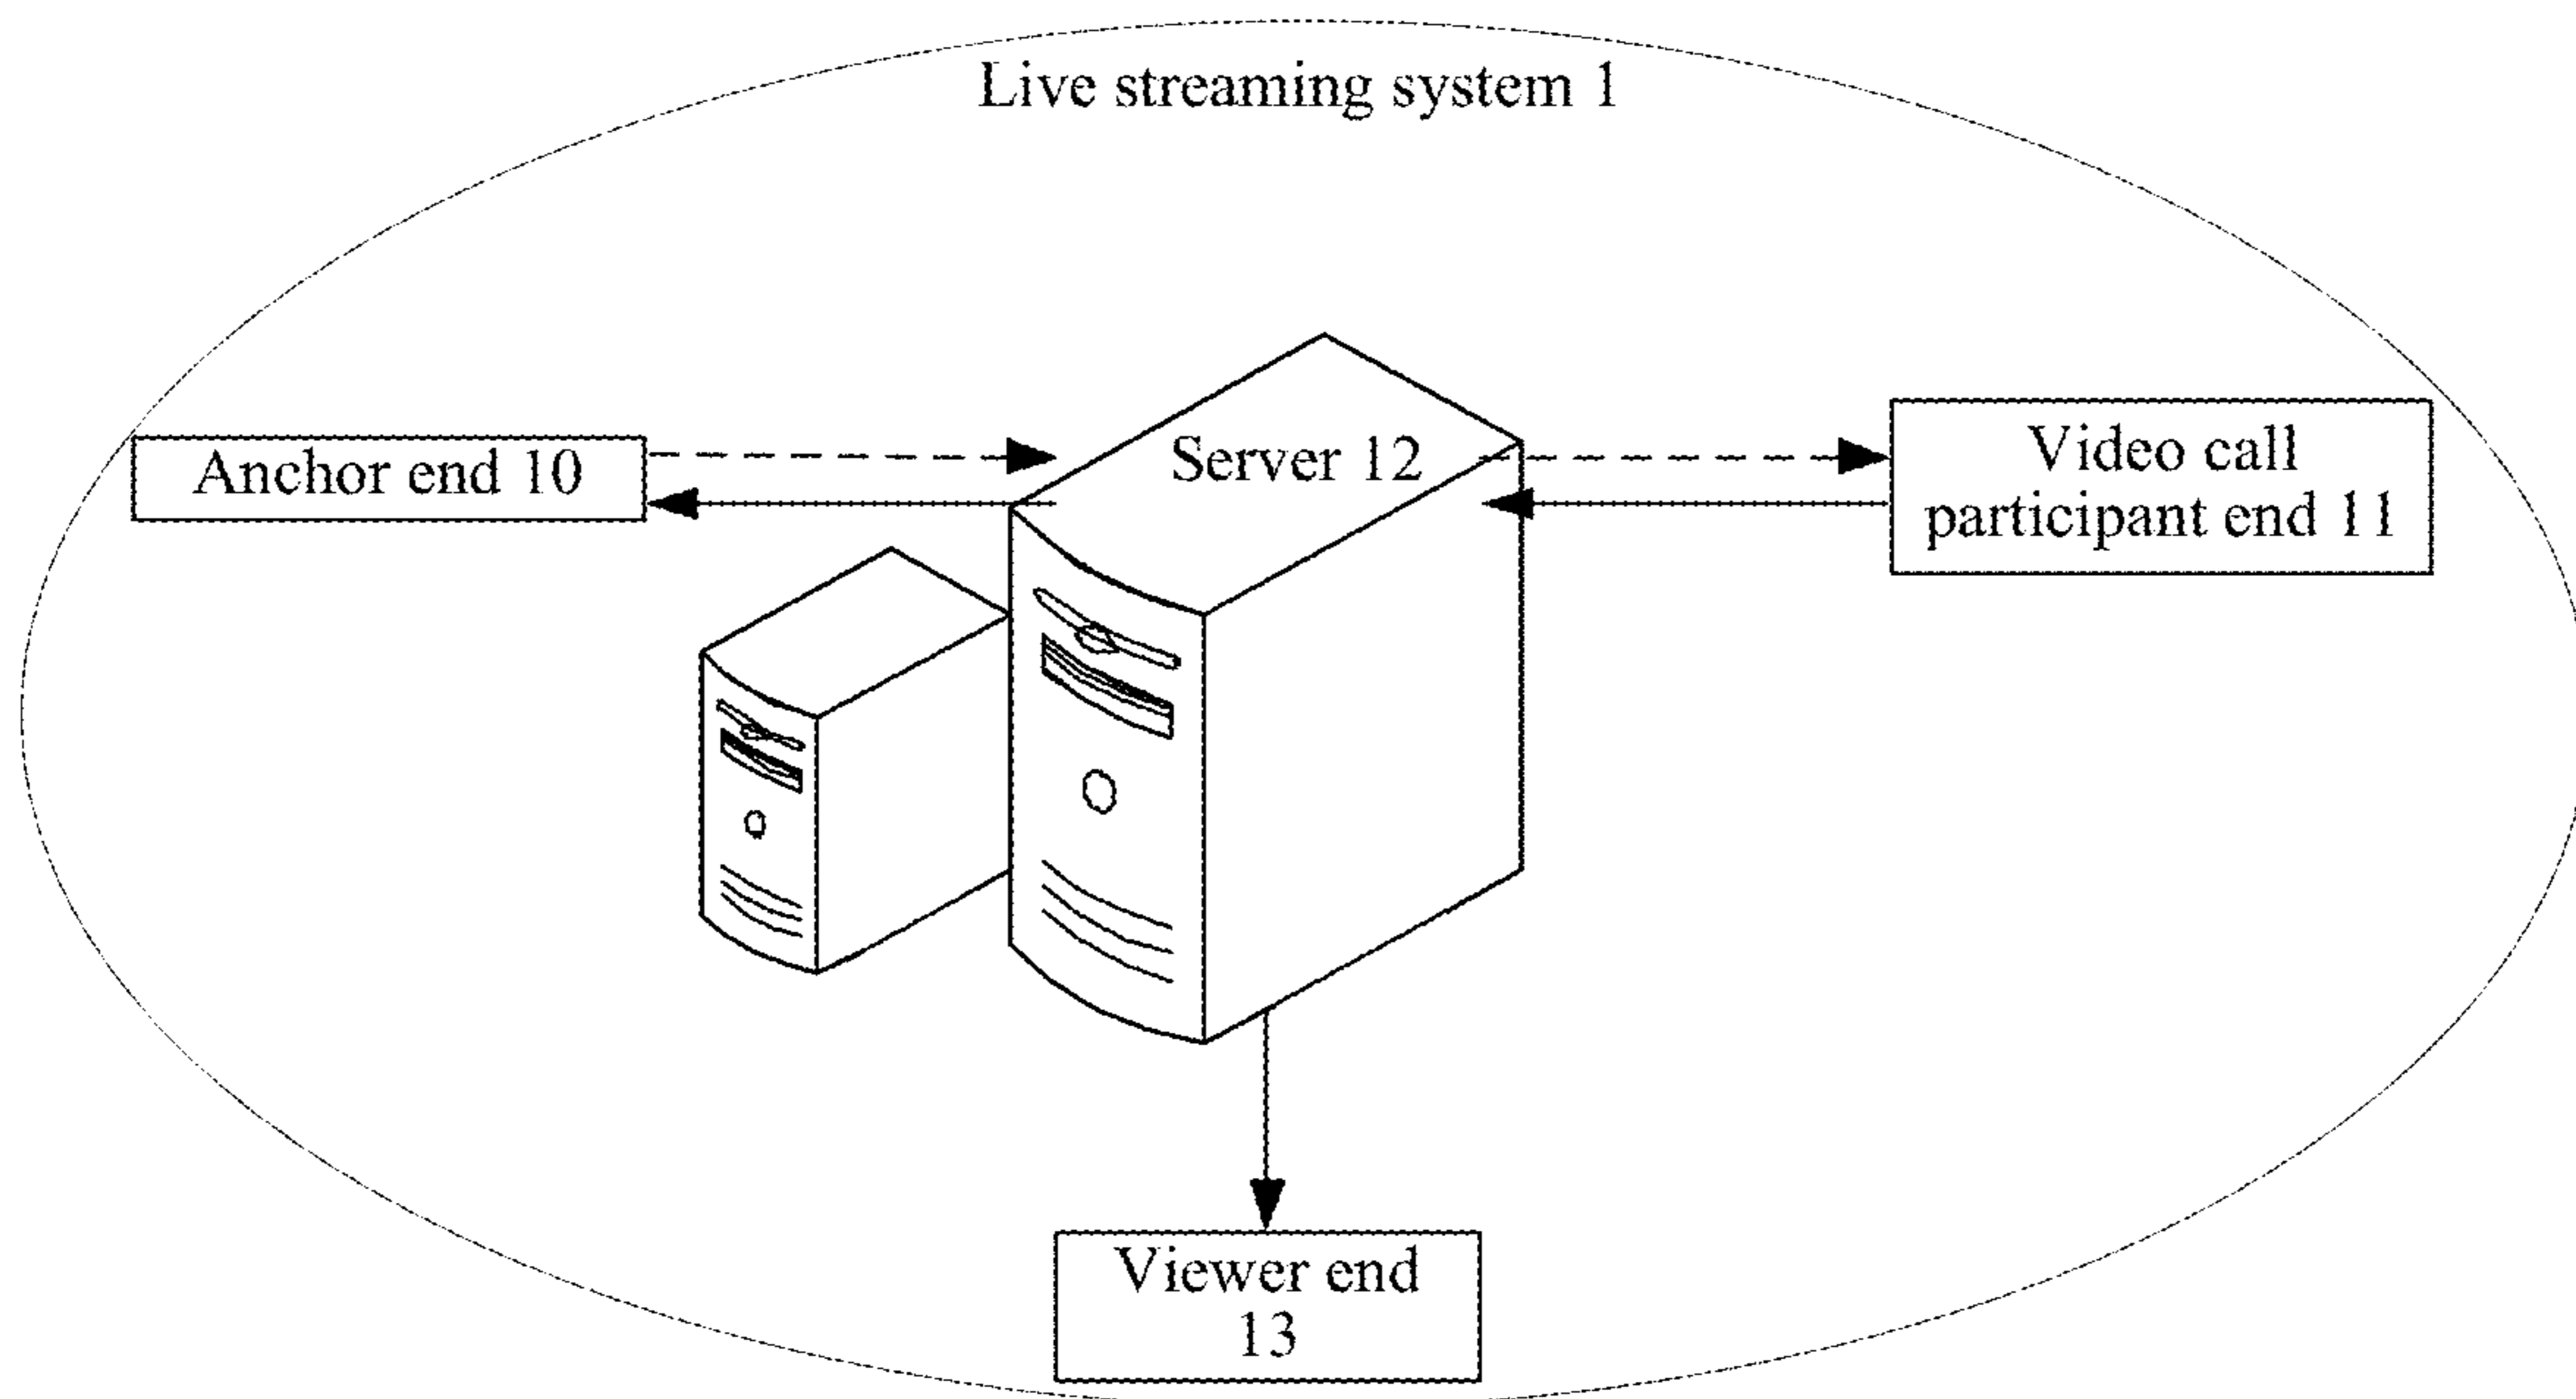 Live streaming system 1
Anchor end 10
Server 12
Video call
participant end 11
Viewer end
13